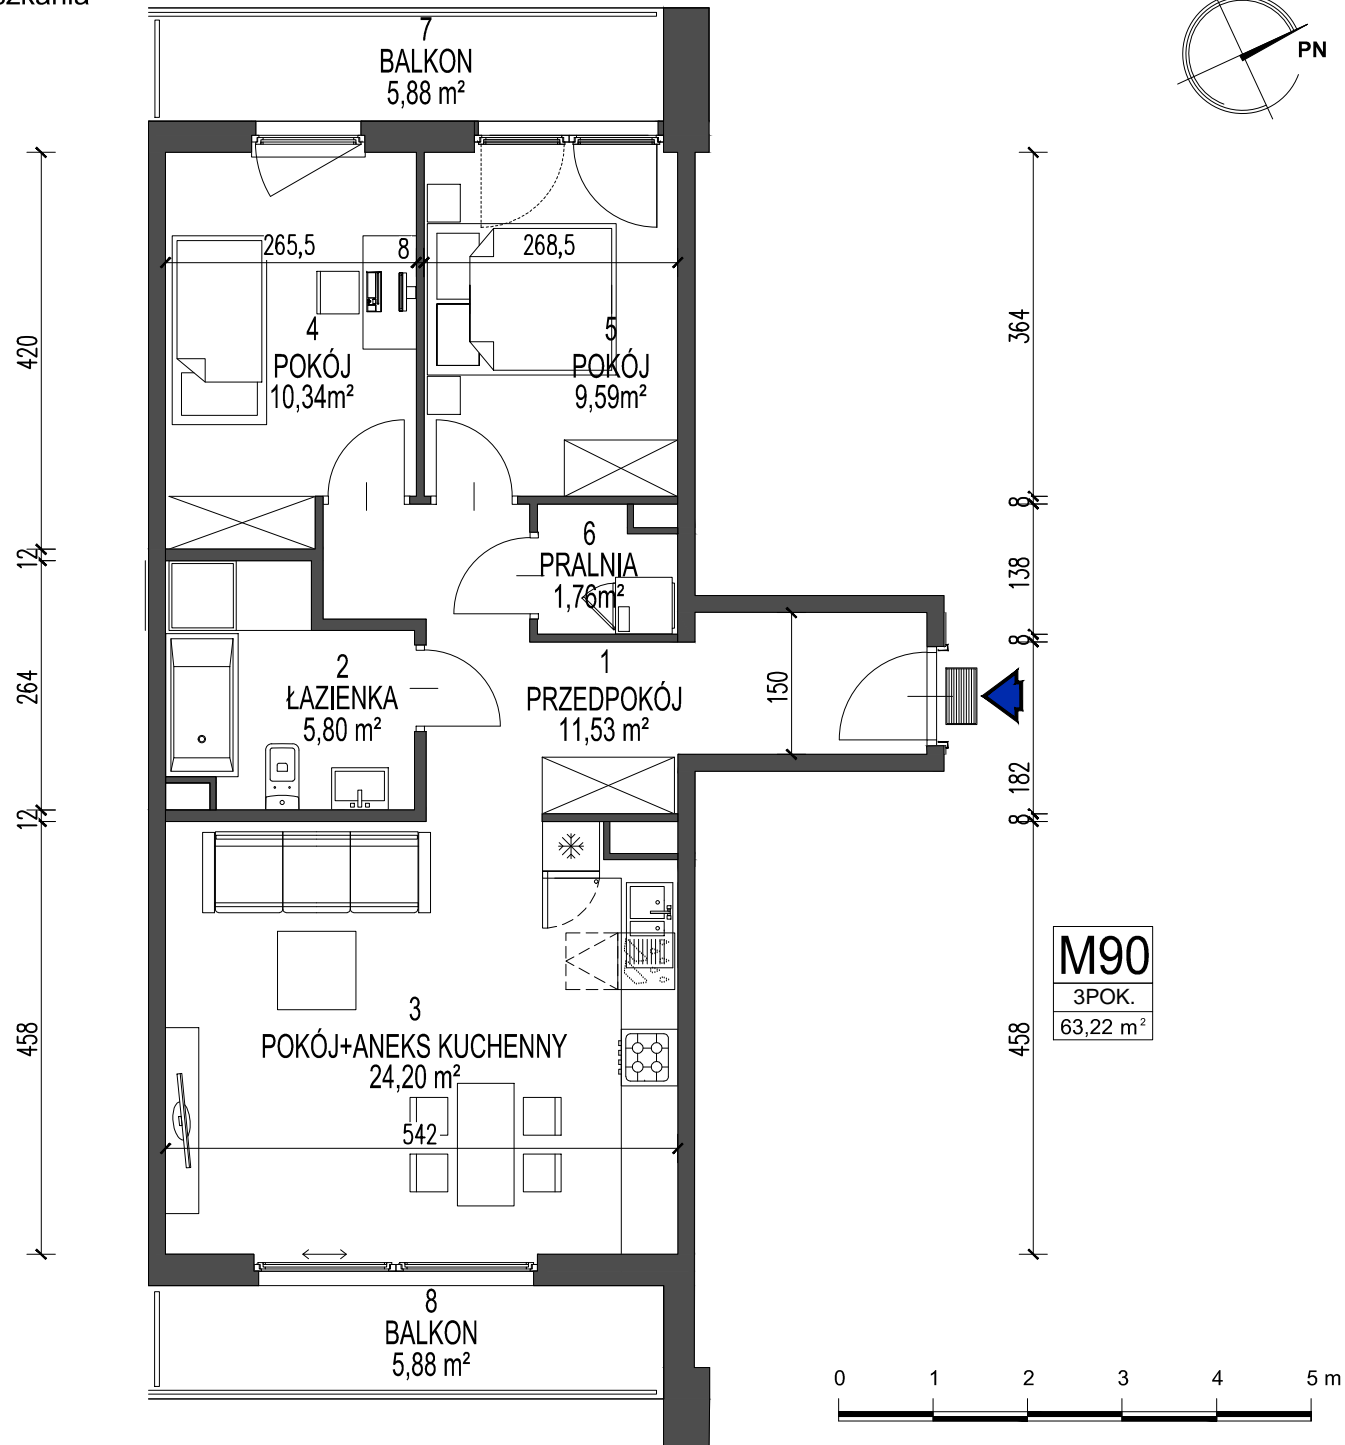 7
BALKON
5,88 m²
PN
265,5
8
268,5
4
POKÓJ
10,34m²
5
POKÓJ
9,59m²
420
364
8
6
PRALNIA
1,76m²
12
138
8
1
PRZEDPOKÓJ
11,53 m²
2
ŁAZIENKA
5,80 m²
264
150
182
12
8
M90
3POK.
63,22 m²
3
POKÓJ+ANEKS KUCHENNY
24,20 m²
458
458
542
8
BALKON
5,88 m²
0 1 2 3 4 5 m